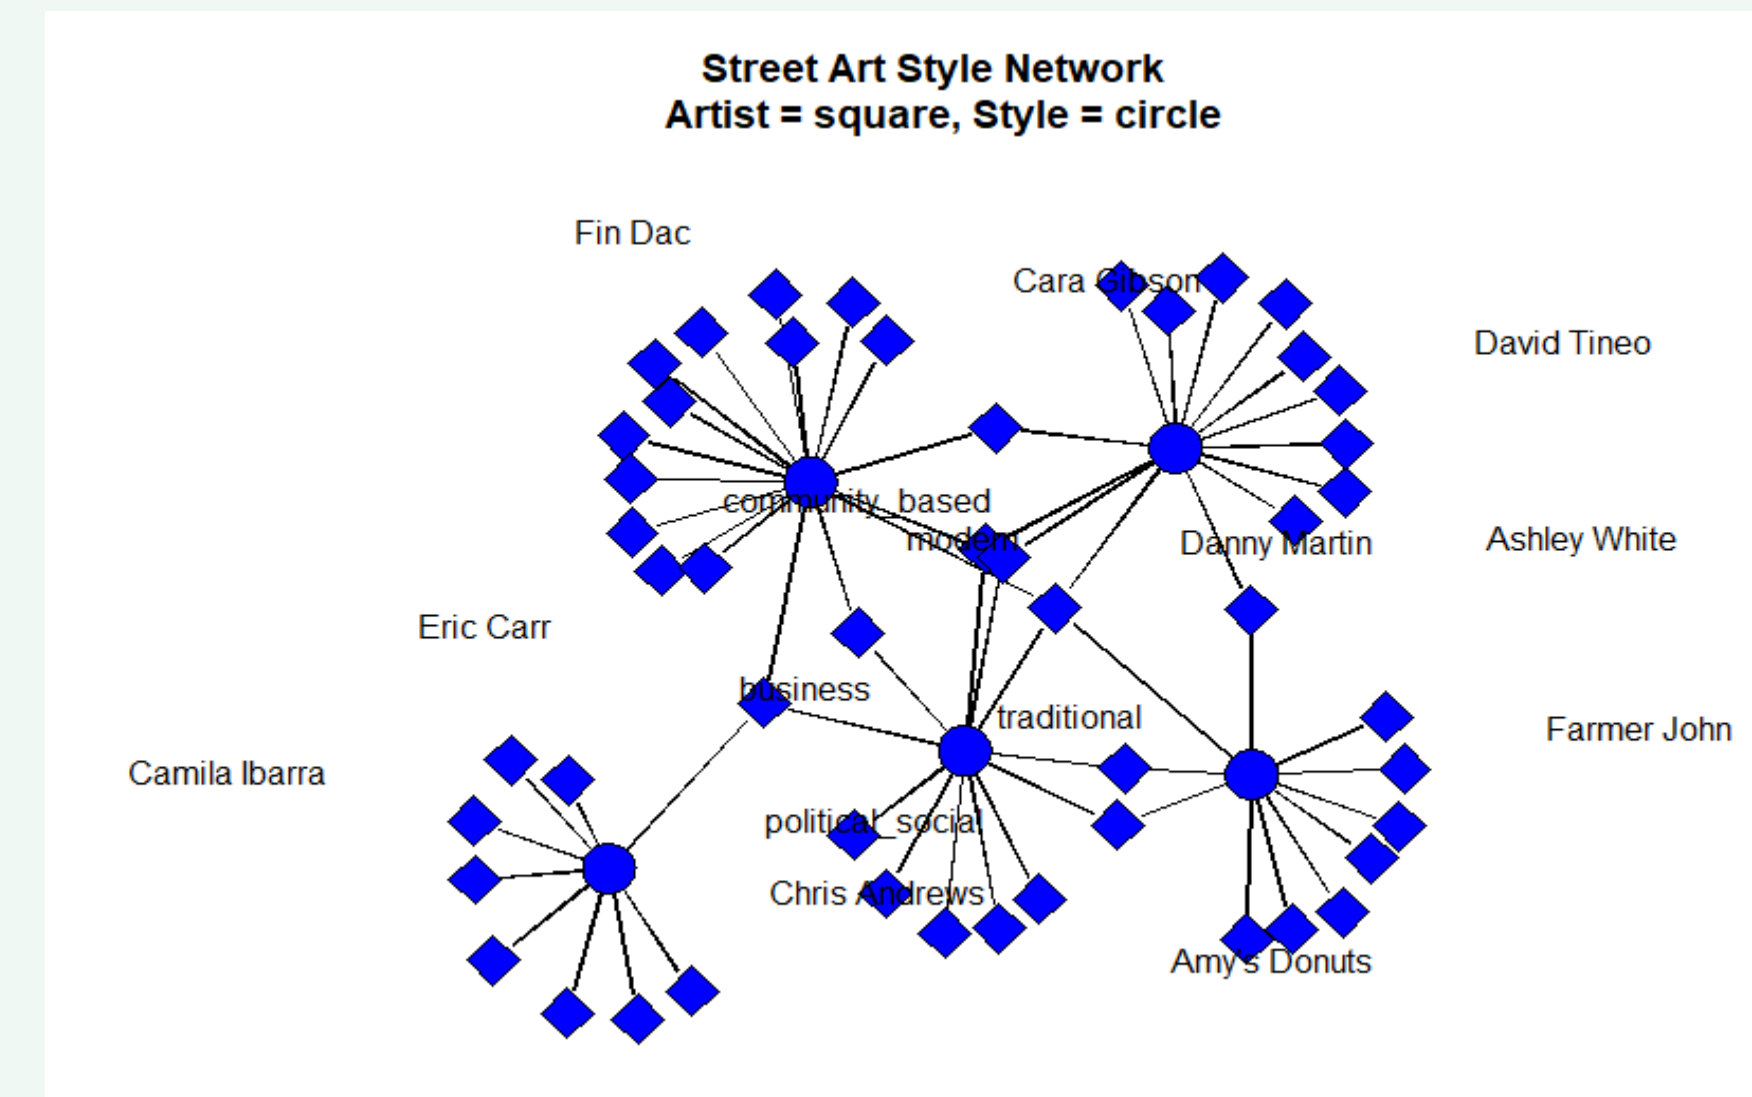 Street Art Style Network
Artist = square, Style = circle
Fin Dac
Cara Gibson
David Tineo
community_based
modern
Danny Martin
Ashley White
Eric Carr
business
traditional
Farmer John
Camila Ibarra
political_social
Chris Andrews
Amy's Donuts